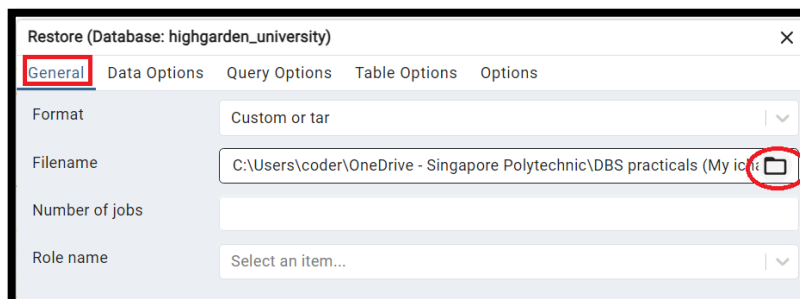 Restore (Database: highgarden_university)
General Data Options Query Options Table Options Options
Format Custom or tar
Filename C:\Users\coder\OneDrive - Singapore Polytechnic\DBS practicals (My
Number of jobs
Role name Select an item...